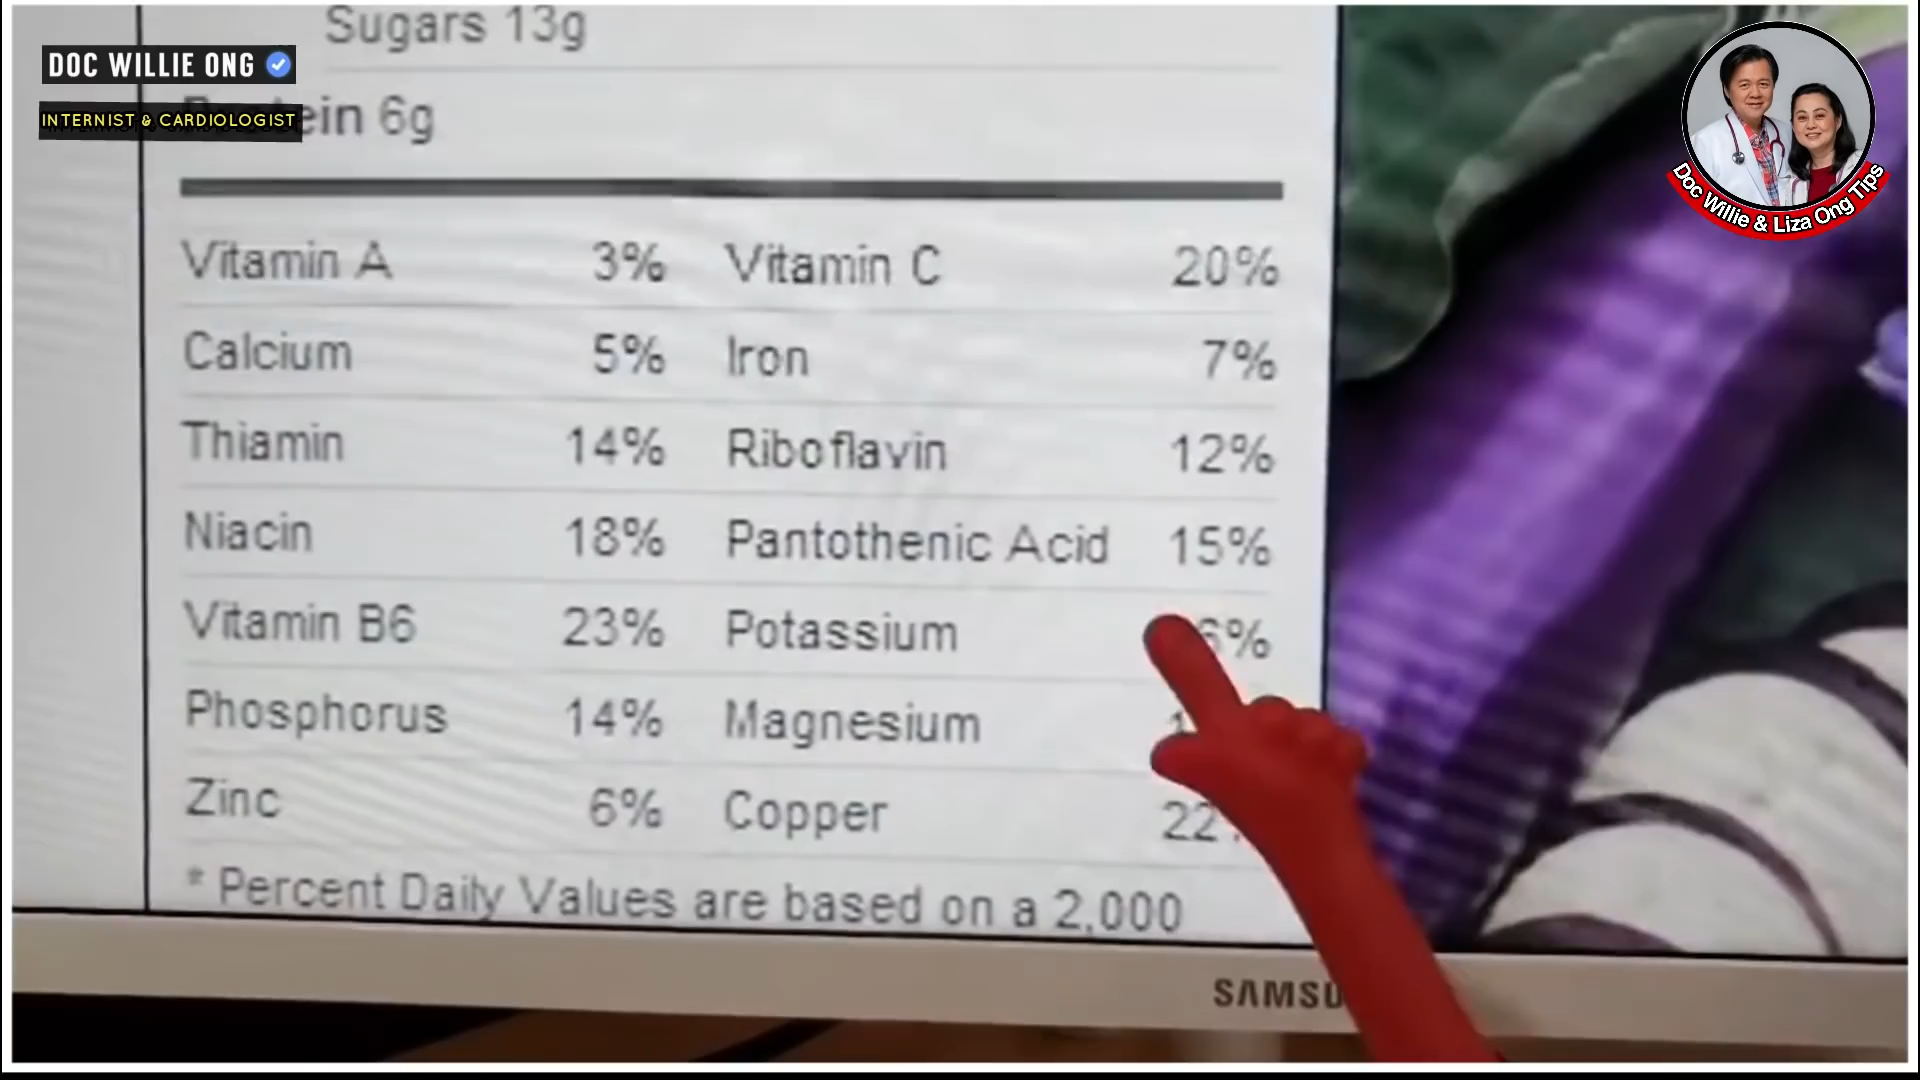 Sugars 13g
DOC WILLIE ONG
INTERNIST & CARDIOLOGIST
6g
Doc Willie & Liza Ong Tips
Vitamin A 3% Vitamin C 20%
Calcium 5% Iron 7%
Thiamin 14% Riboflavin 12%
Niacin 18% Pantothenic Acid 15%
Vitamin B6 23% Potassium
Phosphorus 14% Magnesium
Zinc 6% Copper 22
* Percent Daily Values are based on a 2,000